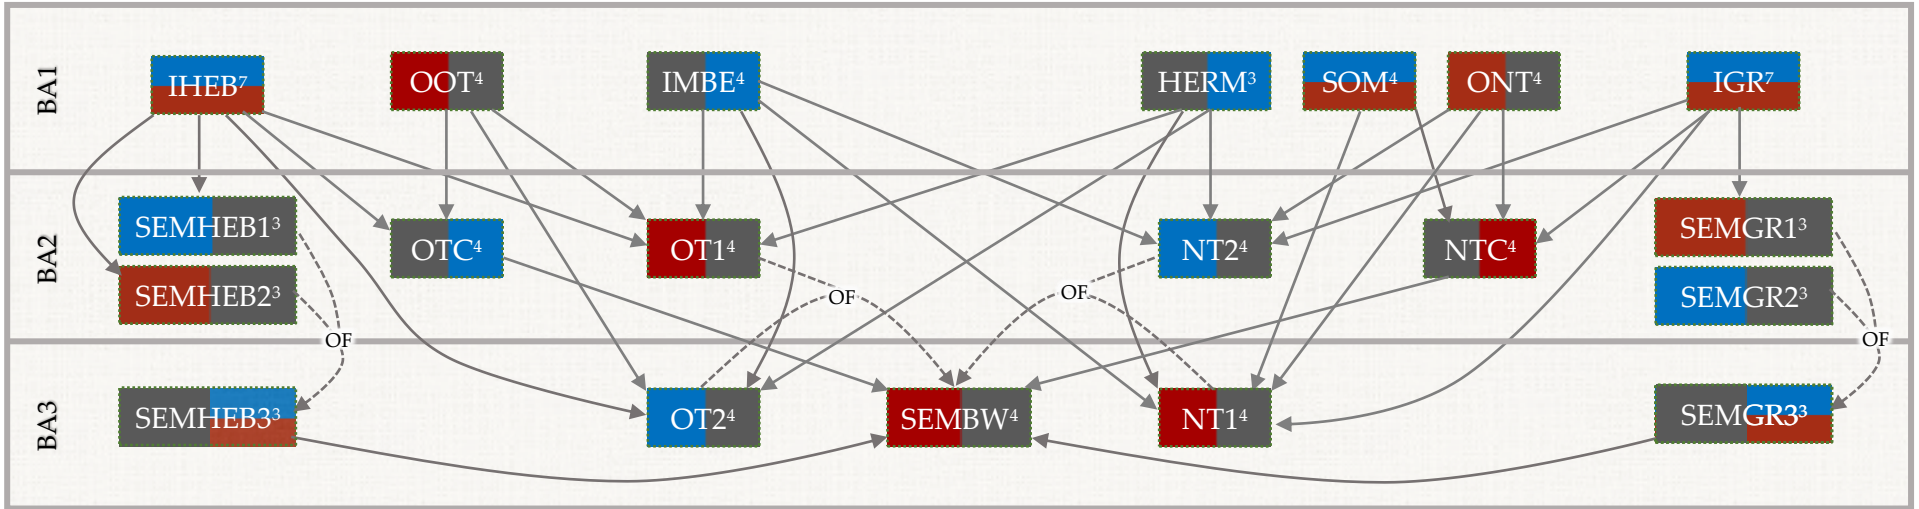 BA1
IHEB⁷
OOT⁴
IMBE⁴
HERM³
SOM⁴
ONT⁴
IGR⁷
BA2
SEMHEB1³
SEMHEB2³
OTC⁴
OT1⁴
NT2⁴
NTC⁴
SEMGR1³
SEMGR2³
OF
OF
OF
OF
BA3
SEMHEB3³
OT2⁴
SEMBW⁴
NT1⁴
SEMGR3³